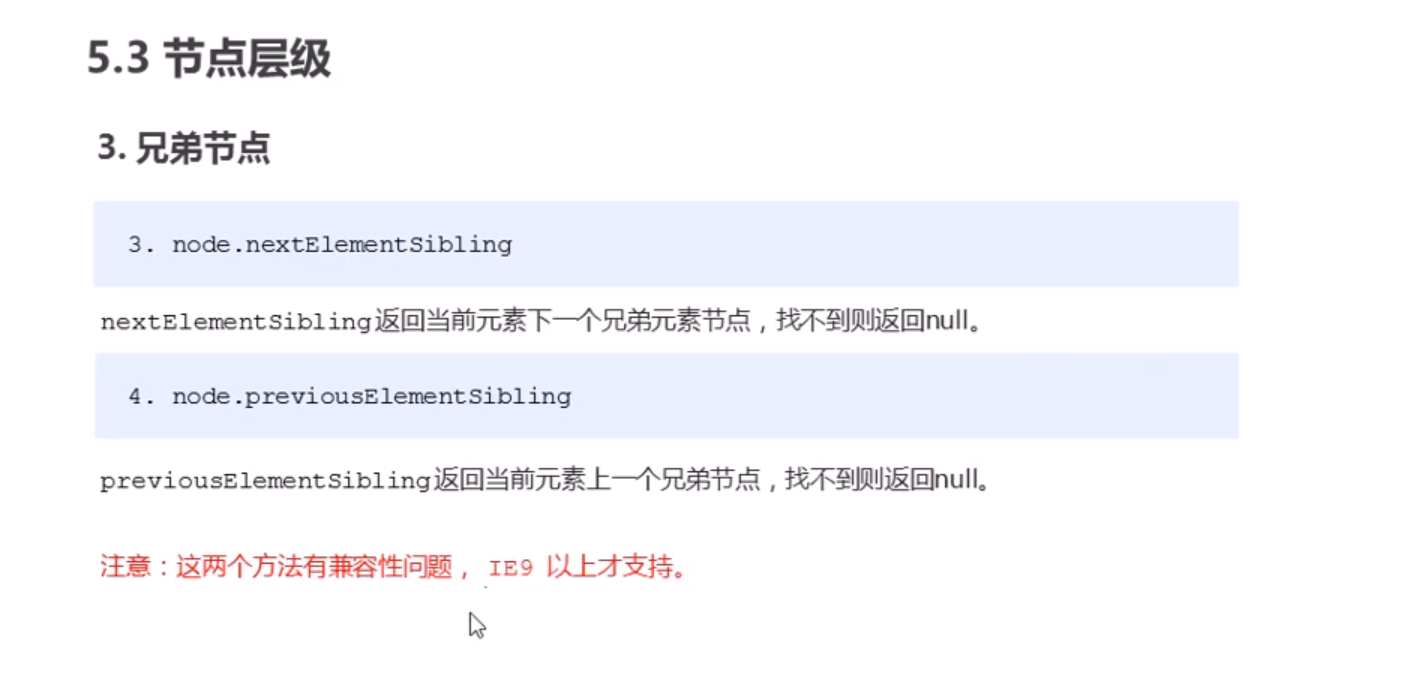 5.3 节点层级
3. 兄弟节点
3. node.nextElementSibling
nextElementSibling返回当前元素下一个兄弟元素节点，找不到则返回null。
4. node.previousElementSibling
previousElementSibling返回当前元素上一个兄弟节点，找不到则返回null。
注意：这两个方法有兼容性问题， IE9 以上才支持。